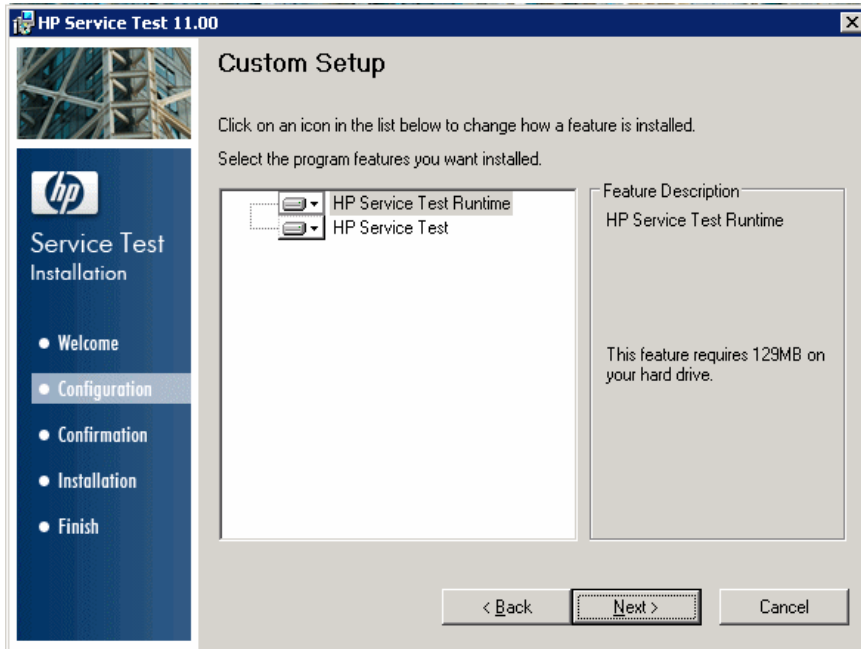 HP Service Test 11.00
Custom Setup
Click on an icon in the list below to change how a feature is installed.
Select the program features you want installed.
hp
Service Test
Installation
Welcome
Configuration
Confirmation
Installation
Finish
HP Service Test Runtime
HP Service Test
Feature Description
HP Service Test Runtime
This feature requires 129MB on
your hard drive.
< Back
Next >
Cancel